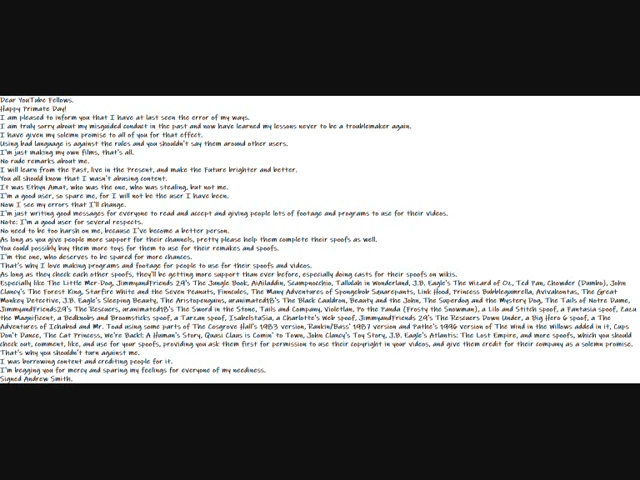 Dear YouTube Fellows.
Happy Primate Day!
I am pleased to inform you that I have at last seen the error of my ways.
I am truly sorry about my misguided conduct in the past and now have learned my lessons never to be a troublemaker again.
I have given my solemn promise to all of you for that effect.
Using bad language is against the rules and you shouldn't say them around other users.
I'm just making my own films, that's all.
No rude remarks about me.
I will learn from the Past, live in the Present, and make the Future brighter and better.
You all should know that I wasn't abusing content.
It was Ethyn Amat, who was the one, who was stealing, but not me.
I'm a good user, so spare me, for I will not be the user I have been.
Now I see my errors that I'll change.
I'm just writing good messages for everyone to read and accept and giving people lots of footage and programs to use for their videos.
Note: I'm a good user for several respects.
No need to be too harsh on me, because I've become a better person.
As long as you give people more support for their channels, pretty please help them complete their spoofs as well.
You could possibly buy them more toys for them to use for their remakes and spoofs.
I'm the one, who deserves to be spared for more chances.
That's why I love making programs and footage for people to use for their spoofs and videos.
As long as they check each other spoofs, they'll be getting more support than ever before, especially doing casts for their spoofs on wikis.
Especially like The Little Mer-Dog, JimmyandFriends 29's The Jungle Book, AiAiladdin, Scampnocchio, Tallulah in Wonderland, J.B. Eagle's The Wizard of Oz, Ted Pan, Chowder (Dumbo), John
Clancy's The Forest King, Starfire White and the Seven Peanuts, Finnicules, The Many Adventures of Spongebob Squarepants, Link Hood, Princess Bubblegumrella, Avivahontas, The Great
Monkey Detective, J.B. Eagle's Sleeping Beauty, The Aristopenguins, uranimated18's The Black Cauldron, Beauty and the John, The Superdog and the Mystery Dog, The Tails of Notre Dame,
JimmyandFriends29's The Rescuers, uranimated18's The Sword in the Stone, Tails and Company, Violetlan, Po the Panda (Frosty the Snowman), a Lilo and Stitch spoof, a Fantasia spoof, Eazu
the Magnificent, a Bedknobs and Broomsticks spoof, a Tarzan spoof, IsabelstaSia, a Charlotte's Web spoof, JimmyandFriends 29's The Rescuers Down Under, a Big Hero 6 spoof, a The
Adventures of Ichabod and Mr. Toad using some parts of The Cosgrove Hall's 1983 version, Rankin/Bass' 1987 version and Pathe's 1996 version of The Wind in the Willows added in it, Cups
Don't Dance, The Cat Princess, We're Back!: A Human's Story, Quasi Claus is Comin' to Town, John Clancy's Toy Story, J.B. Eagle's Atlantis: The Lost Empire, and more spoofs, which you should
check out, comment, like, and use for your spoofs, providing you ask them first for permission to use their copyright in your videos, and give them credit for their company as a solemn promise.
That's why you shouldn't turn against me.
I was borrowing content and crediting people for it.
I'm begging you for mercy and sparing my feelings for everyone of my neediness.
Signed Andrew Smith.